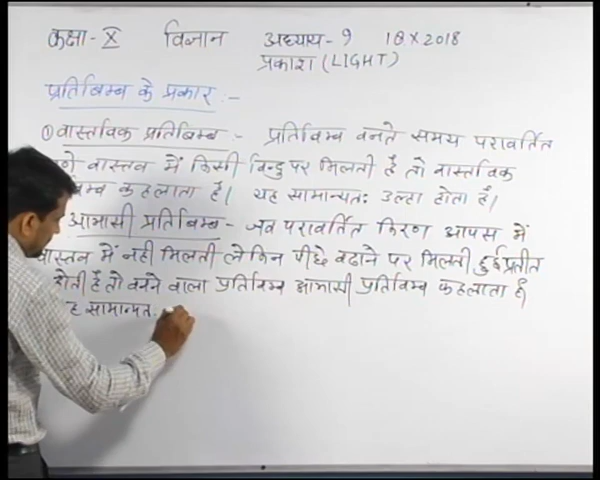 कक्षा - X विज्ञान अध्याय - 9 18 X 2018
प्रकाश (LIGHT)
प्रतिबिम्ब के प्रकार :-
① वास्तविक प्रतिबिम्ब - प्रतिबिम्ब बनते समय परावर्तित
वास्तव में किसी बिन्दु पर मिलती है तो वास्तविक
कहलाता है। यह सामान्यतः उल्टा होता है।
आभासी प्रतिबिम्ब - जब परावर्तित किरण आपस में
वास्तव में नही मिलती लेकिन पीछे बढाने पर मिलती हुई प्रतीत
होती है तो बनने वाला प्रतिबिम्ब आभासी प्रतिबिम्ब कहलाता है
सामान्यतः